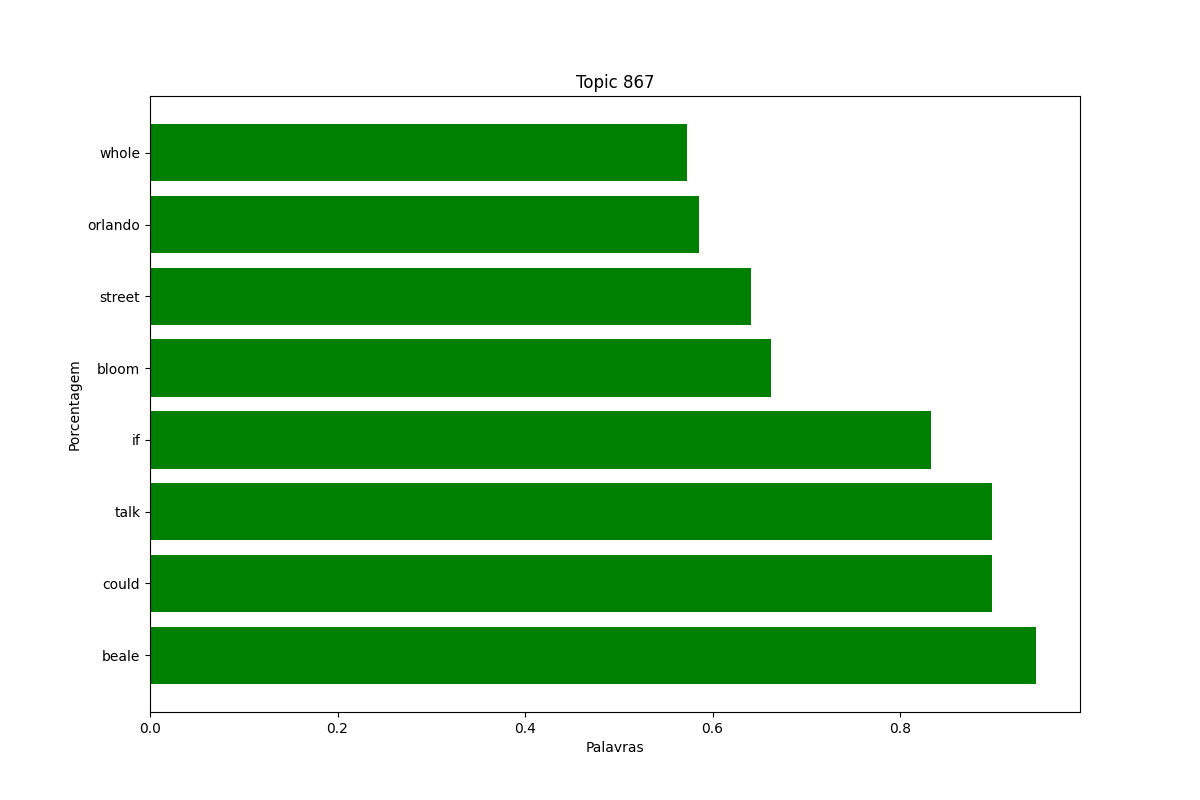 Topic 867
whole
orlando
street
bloom
if
talk
could
beale
Porcentagem
0.0 0.2 0.4 0.6 0.8
Palavras